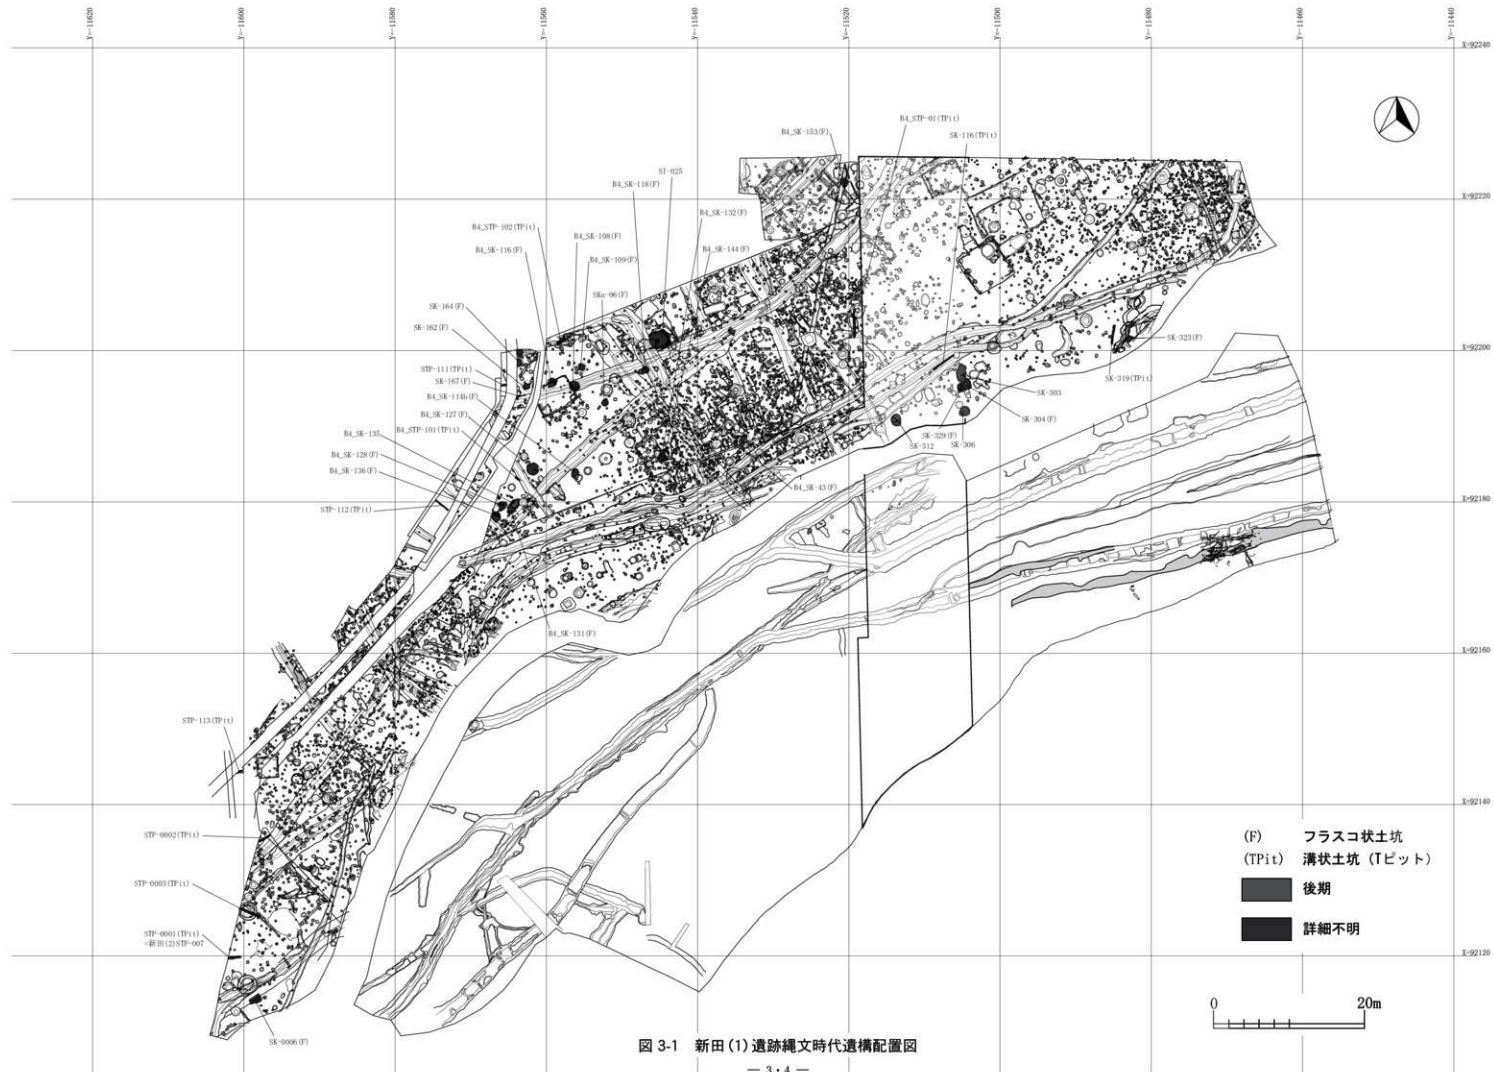 Y=-11620
Y=-11600
Y=-11580
Y=-11560
Y=-11540
Y=-11520
Y=-11500
Y=-11480
Y=-11460
Y=-11440
X=92240
B4_STP-01(TPit)
B4_SK-153(F)
SK-116(TPit)
SI-025
B4_SK-118(F)
X=92220
B4_SK-132(F)
B4_STP-102(TPit)
B4_SK-108(F)
B4_SK-116(F)
B4_SK-144(F)
B4_SK-109(F)
SKa-06(F)
SK-164(F)
SK-162(F)
SK-323(F)
X=92200
STP-111(TPit)
SK-167(F)
SK-319(TPit)
B4_SK-114b(F)
SK-303
B4_SK-127(F)
SK-304(F)
B4_STP-101(TPit)
B4_SK-135
SK-329(F)
SK-312
SK-306
B4_SK-128(F)
B4_SK-136(F)
B4_SK-43(F)
X=92180
STP-112(TPit)
B4_SK-131(F)
X=92160
STP-113(TPit)
X=92140
STP-0002(TPit)
(F) フラスコ状土坑
(TPit) 溝状土坑（Tピット）
STP-0003(TPit)
後期
STP-0001(TPit)
=新田(2)STP-007
詳細不明
X=92120
0 20m
SK-0006(F)
図 3-1 新田(1)遺跡縄文時代遺構配置図
— 3・4 —